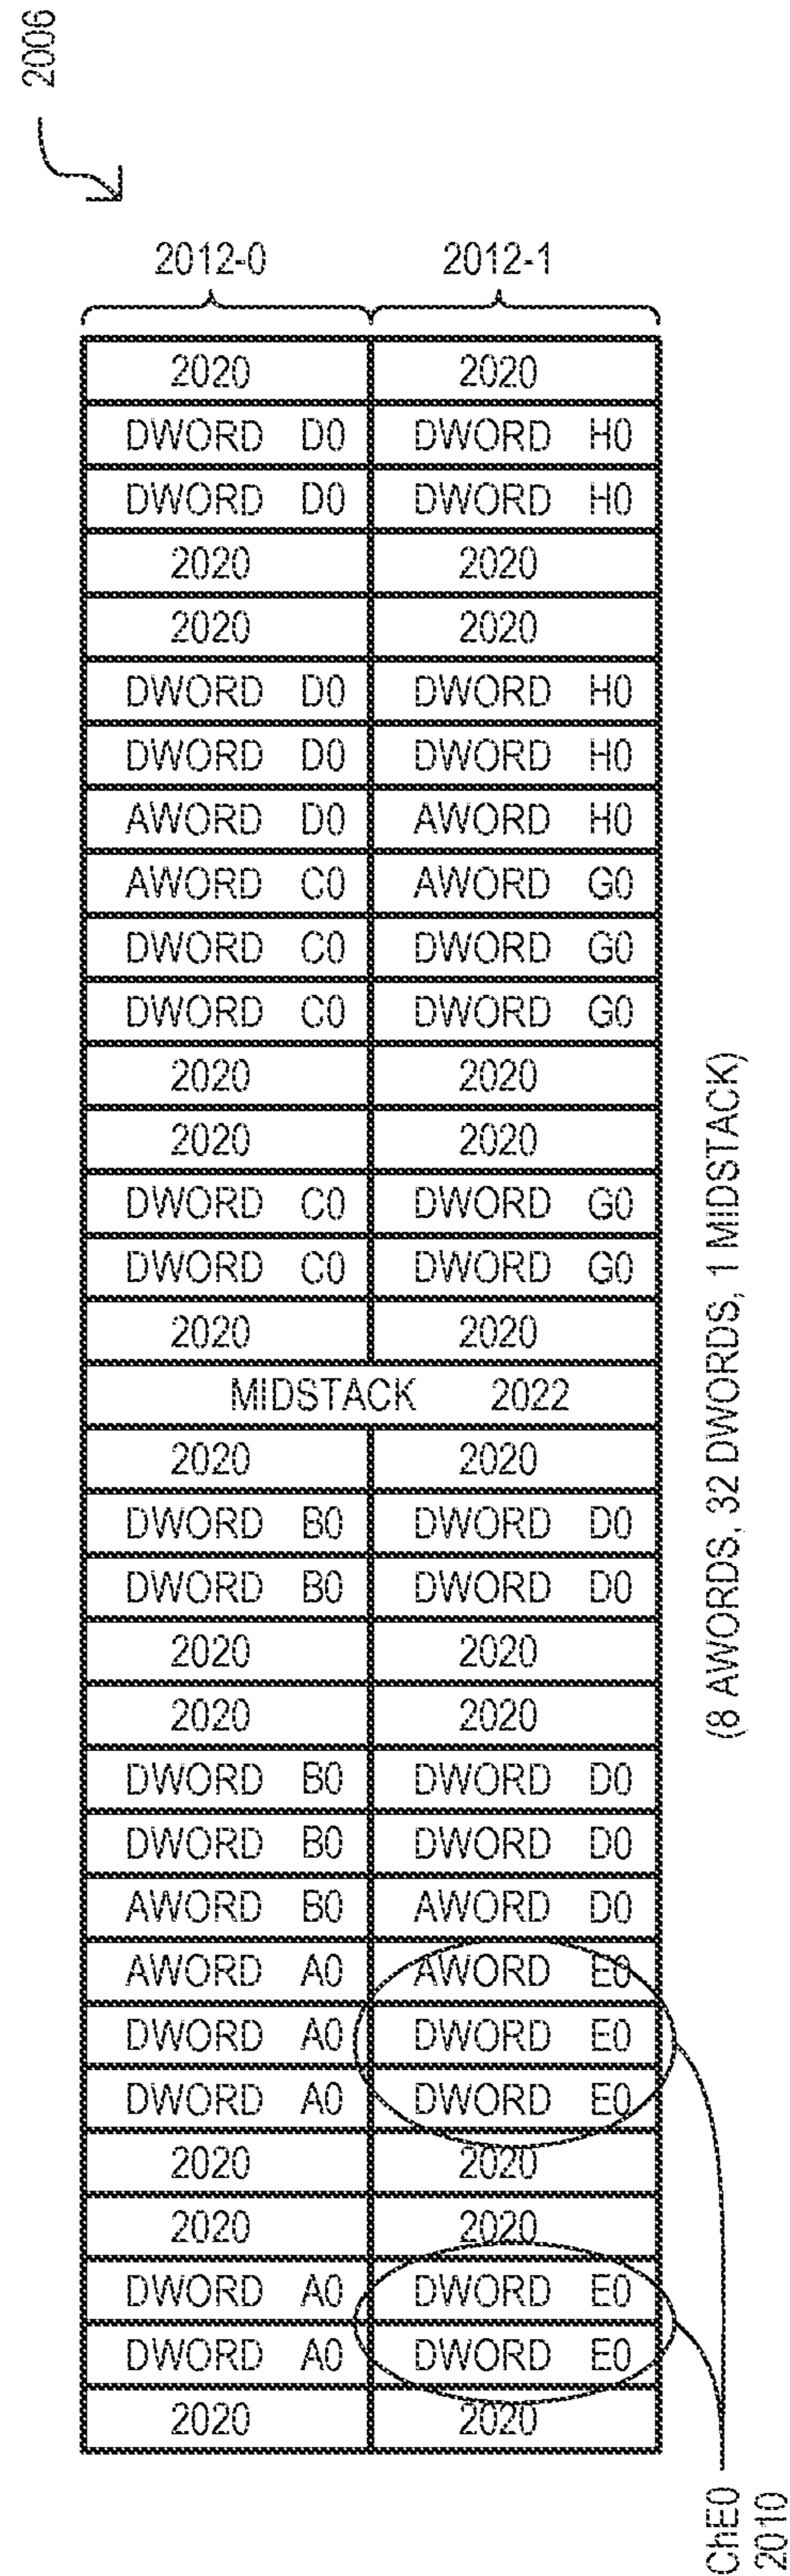 2006
2012-0 2012-1
2020 2020
DWORD D0 DWORD H0
DWORD D0 DWORD H0
2020 2020
2020 2020
DWORD D0 DWORD H0
DWORD D0 DWORD H0
AWORD D0 AWORD H0
AWORD C0 AWORD G0
DWORD C0 DWORD G0
DWORD C0 DWORD G0
2020 2020
2020 2020
DWORD C0 DWORD G0
DWORD C0 DWORD G0
2020 2020
MIDSTACK 2022
2020 2020
DWORD B0 DWORD D0
DWORD B0 DWORD D0
2020 2020
2020 2020
DWORD B0 DWORD D0
DWORD B0 DWORD D0
AWORD B0 AWORD D0
AWORD A0 AWORD E0
DWORD A0 DWORD E0
DWORD A0 DWORD E0
2020 2020
2020 2020
DWORD A0 DWORD E0
DWORD A0 DWORD E0
2020 2020
(8 AWORDS, 32 DWORDS, 1 MIDSTACK)
ChE0
2010